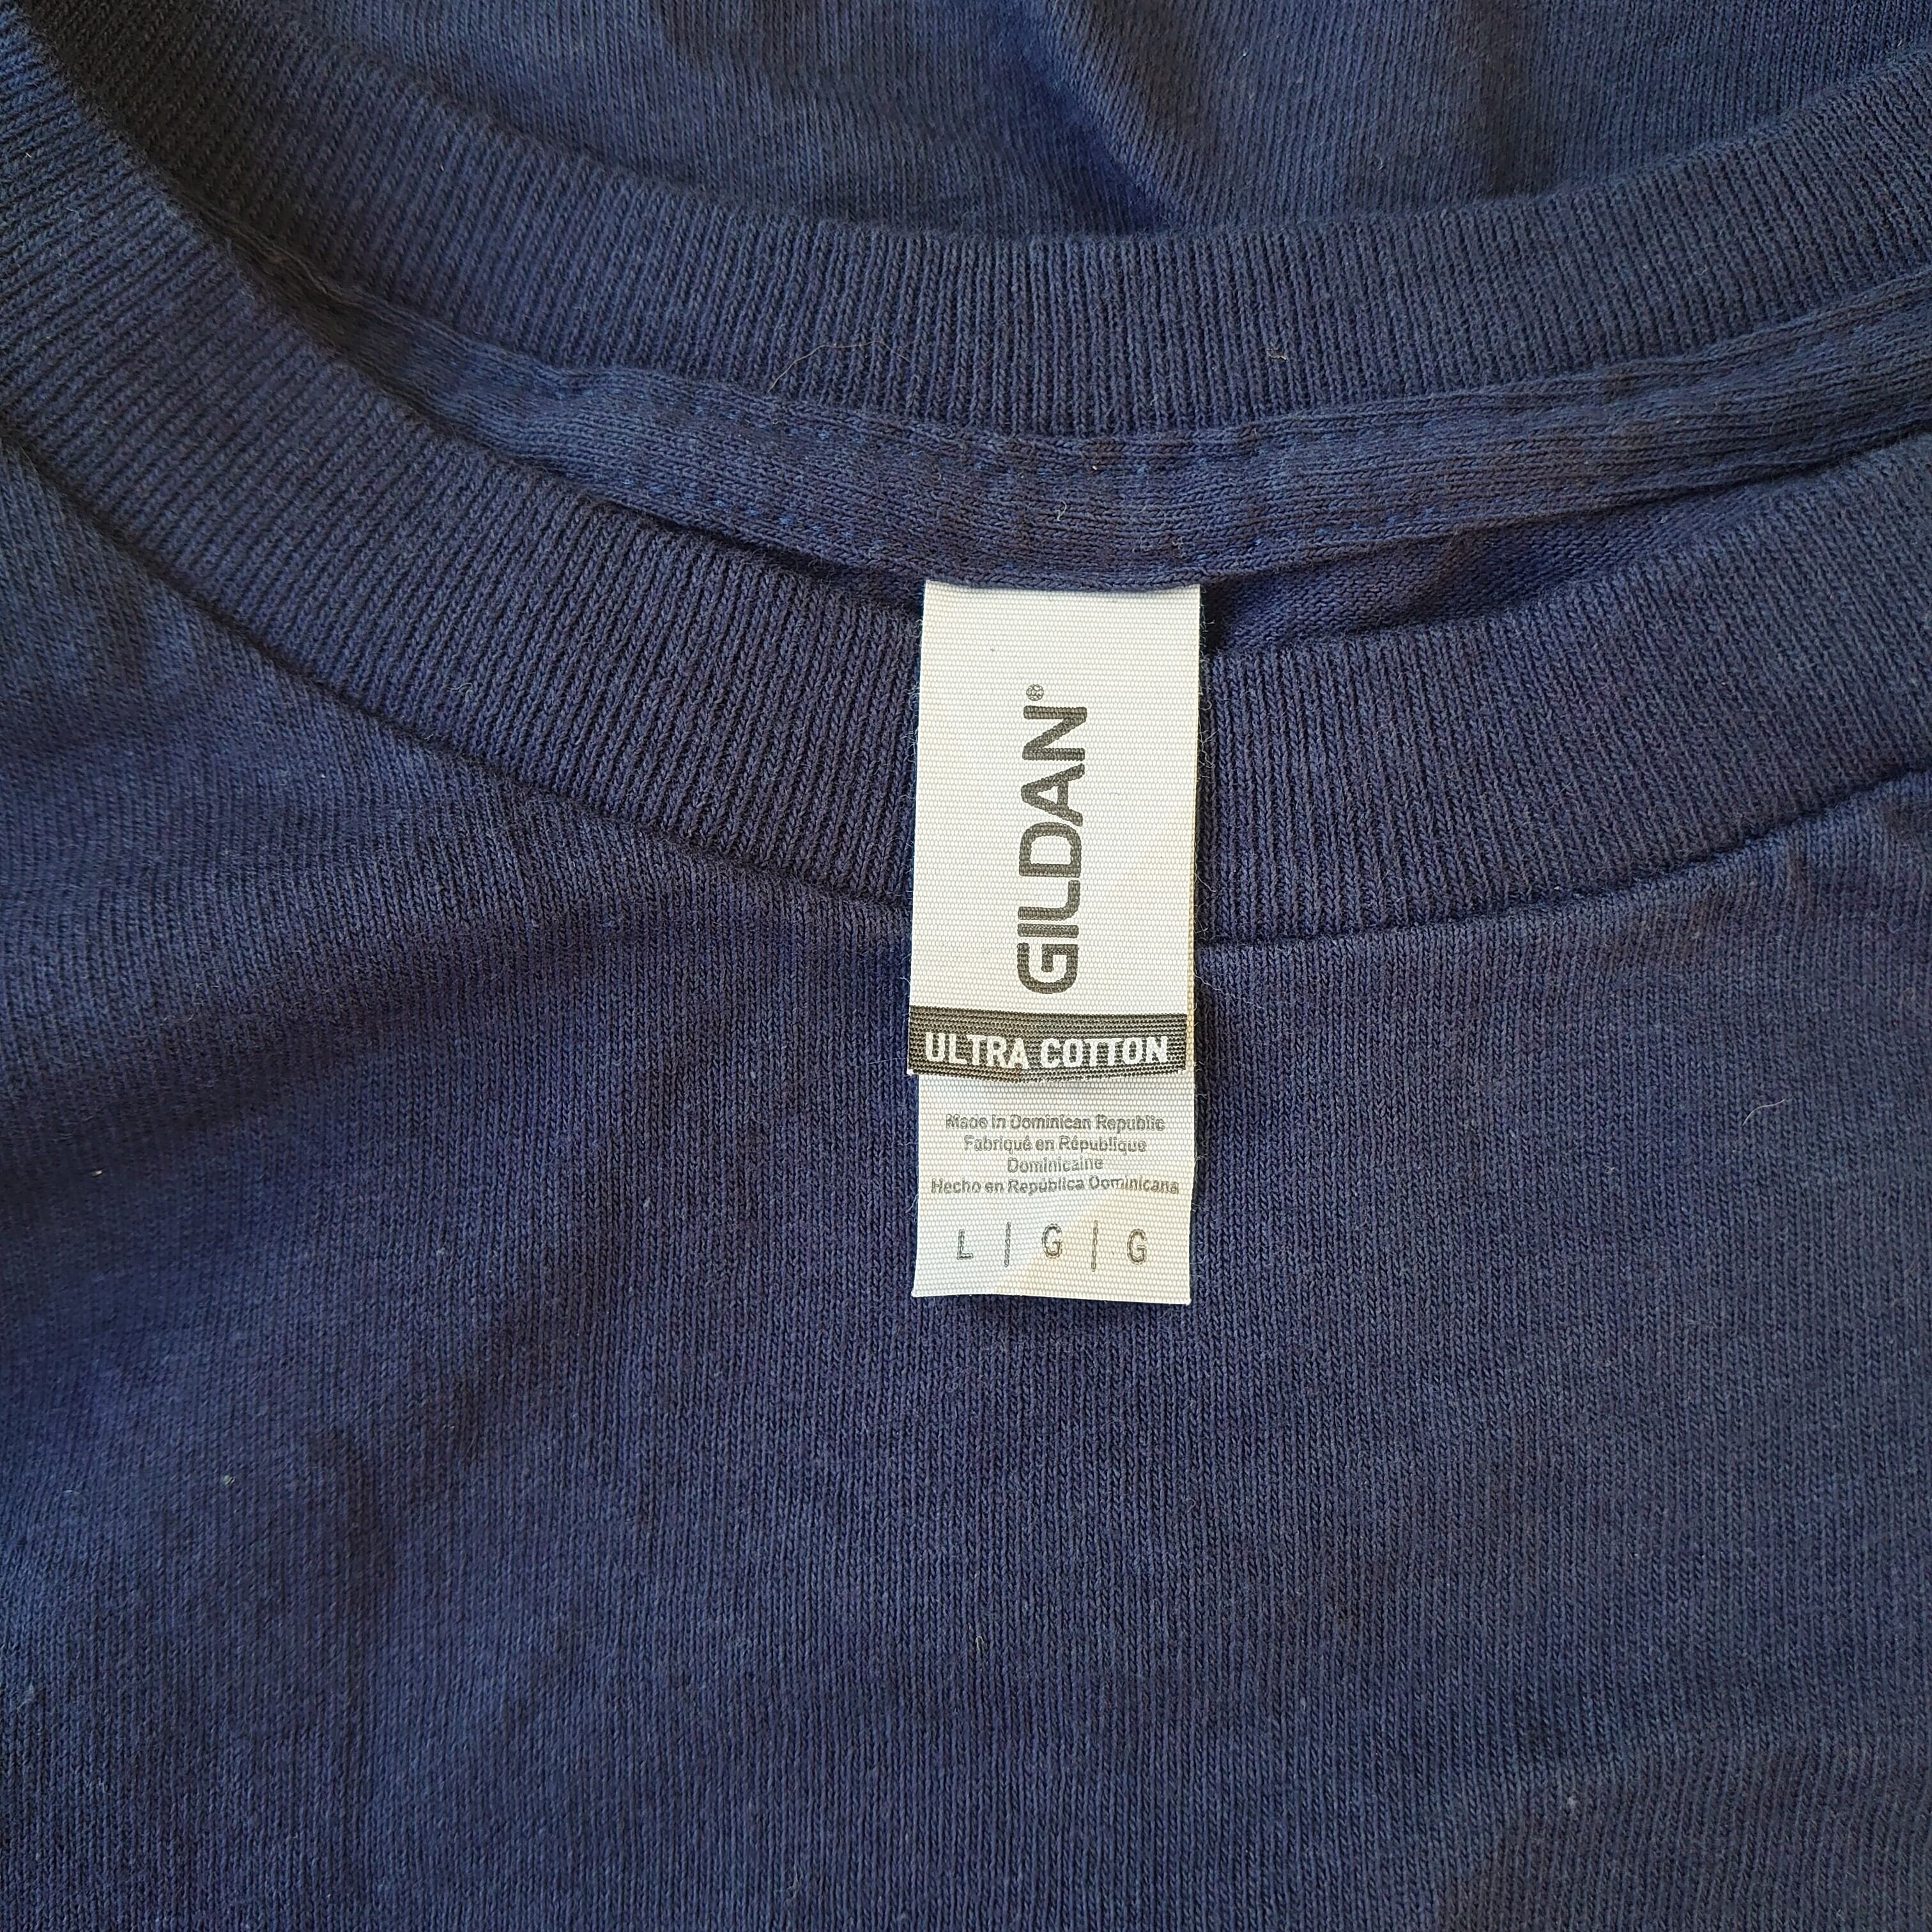 GILDAN®
ULTRA COTTON
Made in Dominican Republic
Fabriqué en République
Dominicaine
Hecho en República Dominicana
L | G | G